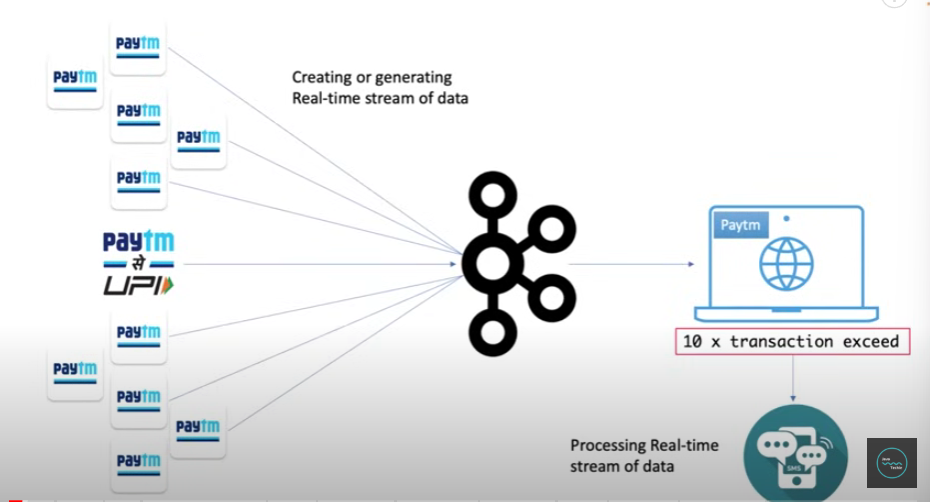 paytm
paytm
Creating or generating
Real-time stream of data
paytm
paytm
paytm
paytm
से
UPI
Paytm
10 x transaction exceed
paytm
paytm
paytm
paytm
paytm
Processing Real-time
stream of data
SMS